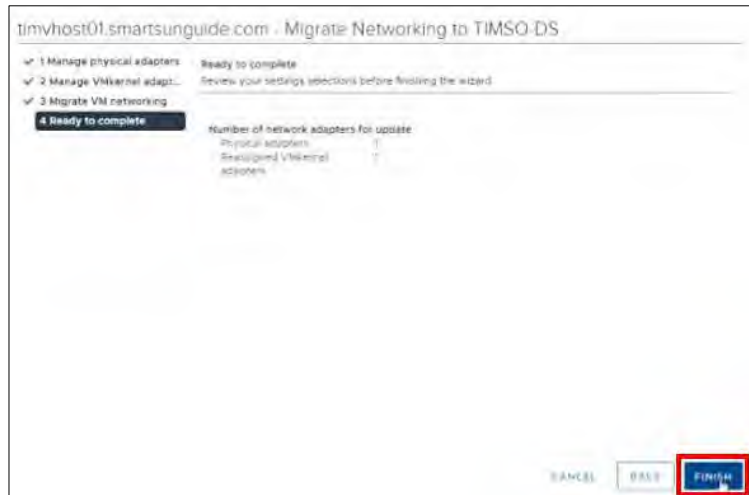 timvhost01.smartsunguide.com - Migrate Networking to TIMSO-DS
1 Manage physical adapters
2 Manage VMkernel adapt...
3 Migrate VM networking
4 Ready to complete
Ready to complete
Review your settings selections before finishing the wizard
Number of network adapters for update
Physical adapters 1
Reassigned VMkernel 1
adapters
CANCEL
BACK
FINISH